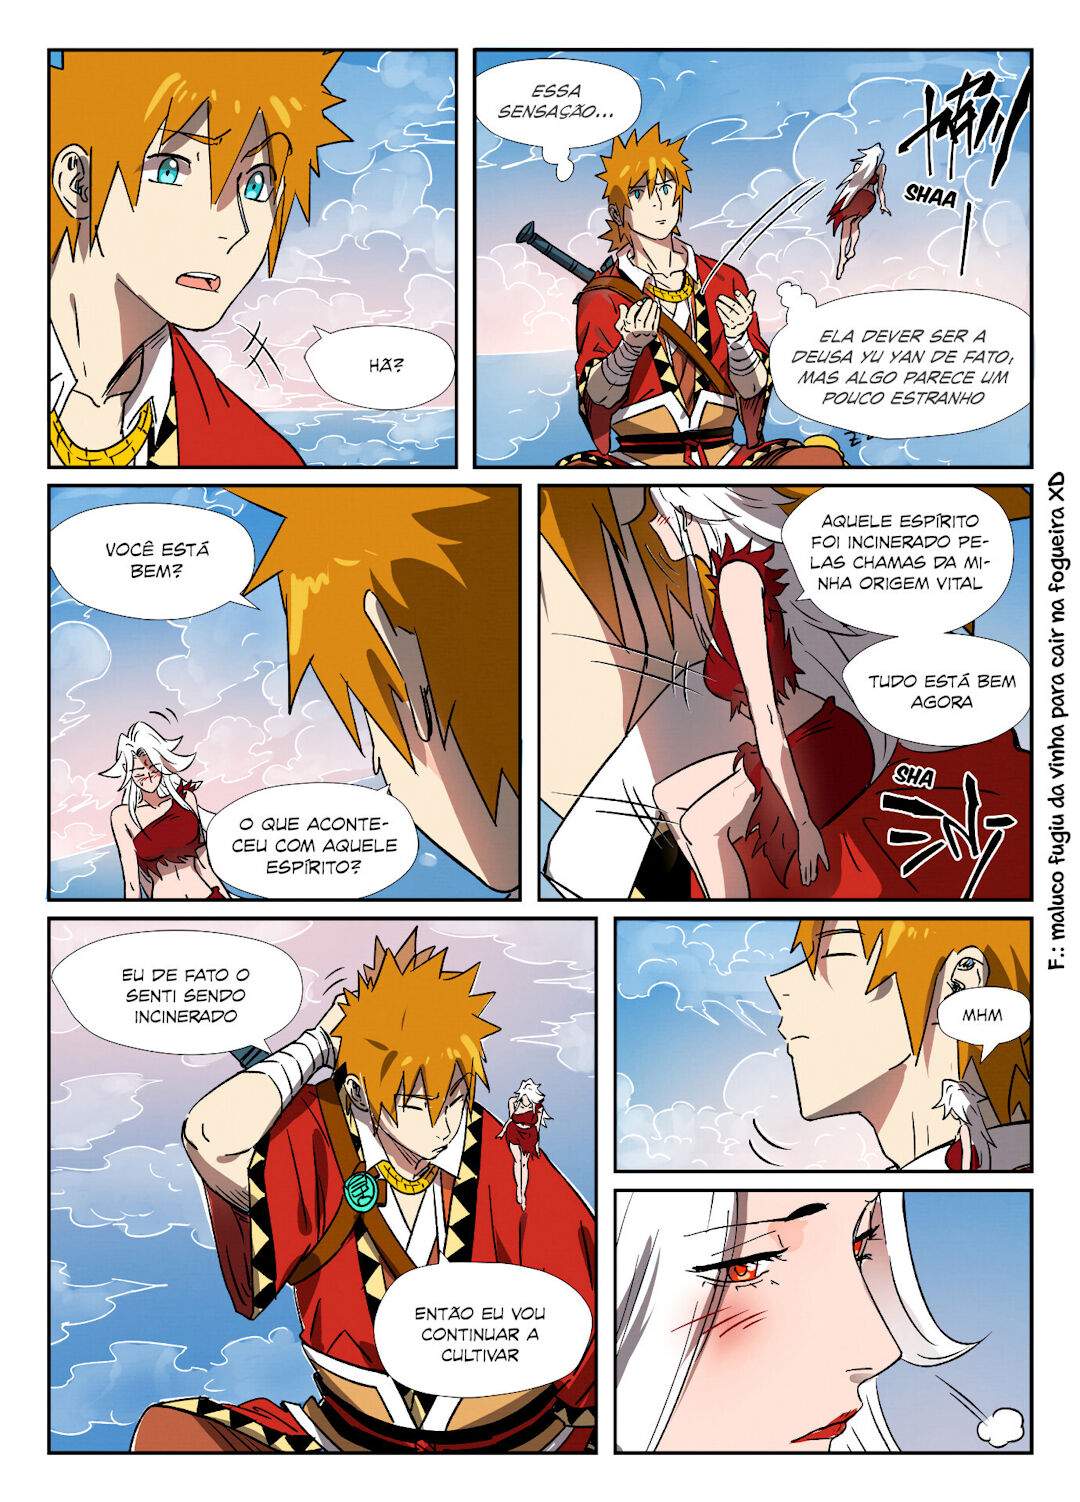 HÃ?
ESSA
SENSAÇÃO...
SHAA
ELA DEVER SER A
DEUSA YU YAN DE FATO;
MAS ALGO PARECE UM
POUCO ESTRANHO
VOCÊ ESTÁ
BEM?
O QUE ACONTE-
CEU COM AQUELE
ESPÍRITO?
AQUELE ESPÍRITO
FOI INCINERADO PE-
LAS CHAMAS DA MI-
NHA ORIGEM VITAL
TUDO ESTÁ BEM
AGORA
SHA
F.: maluco fugiu da vinha para cair na fogueira XD
EU DE FATO O
SENTI SENDO
INCINERADO
ENTÃO EU VOU
CONTINUAR A
CULTIVAR
MHM